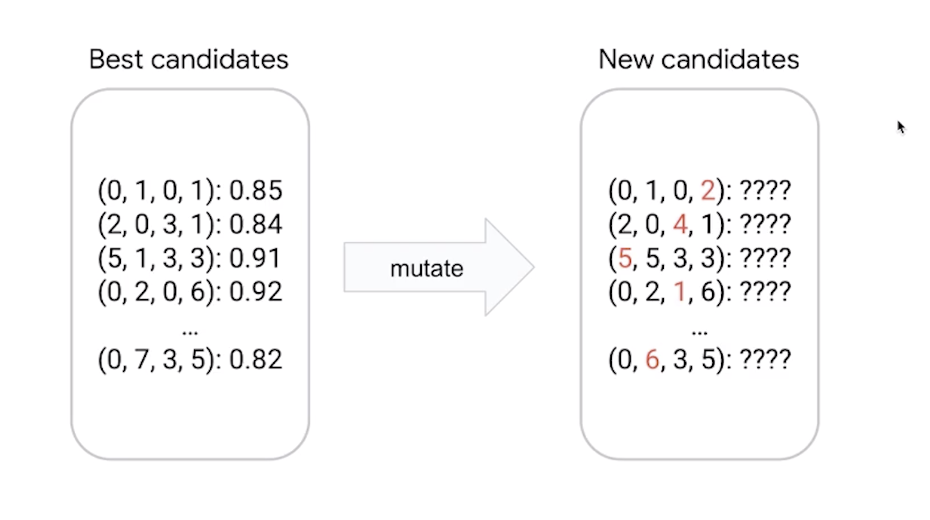 Best candidates
(0, 1, 0, 1): 0.85
(2, 0, 3, 1): 0.84
(5, 1, 3, 3): 0.91
(0, 2, 0, 6): 0.92
...
(0, 7, 3, 5): 0.82
mutate
New candidates
(0, 1, 0, 2): ????
(2, 0, 4, 1): ????
(5, 5, 3, 3): ????
(0, 2, 1, 6): ????
...
(0, 6, 3, 5): ????